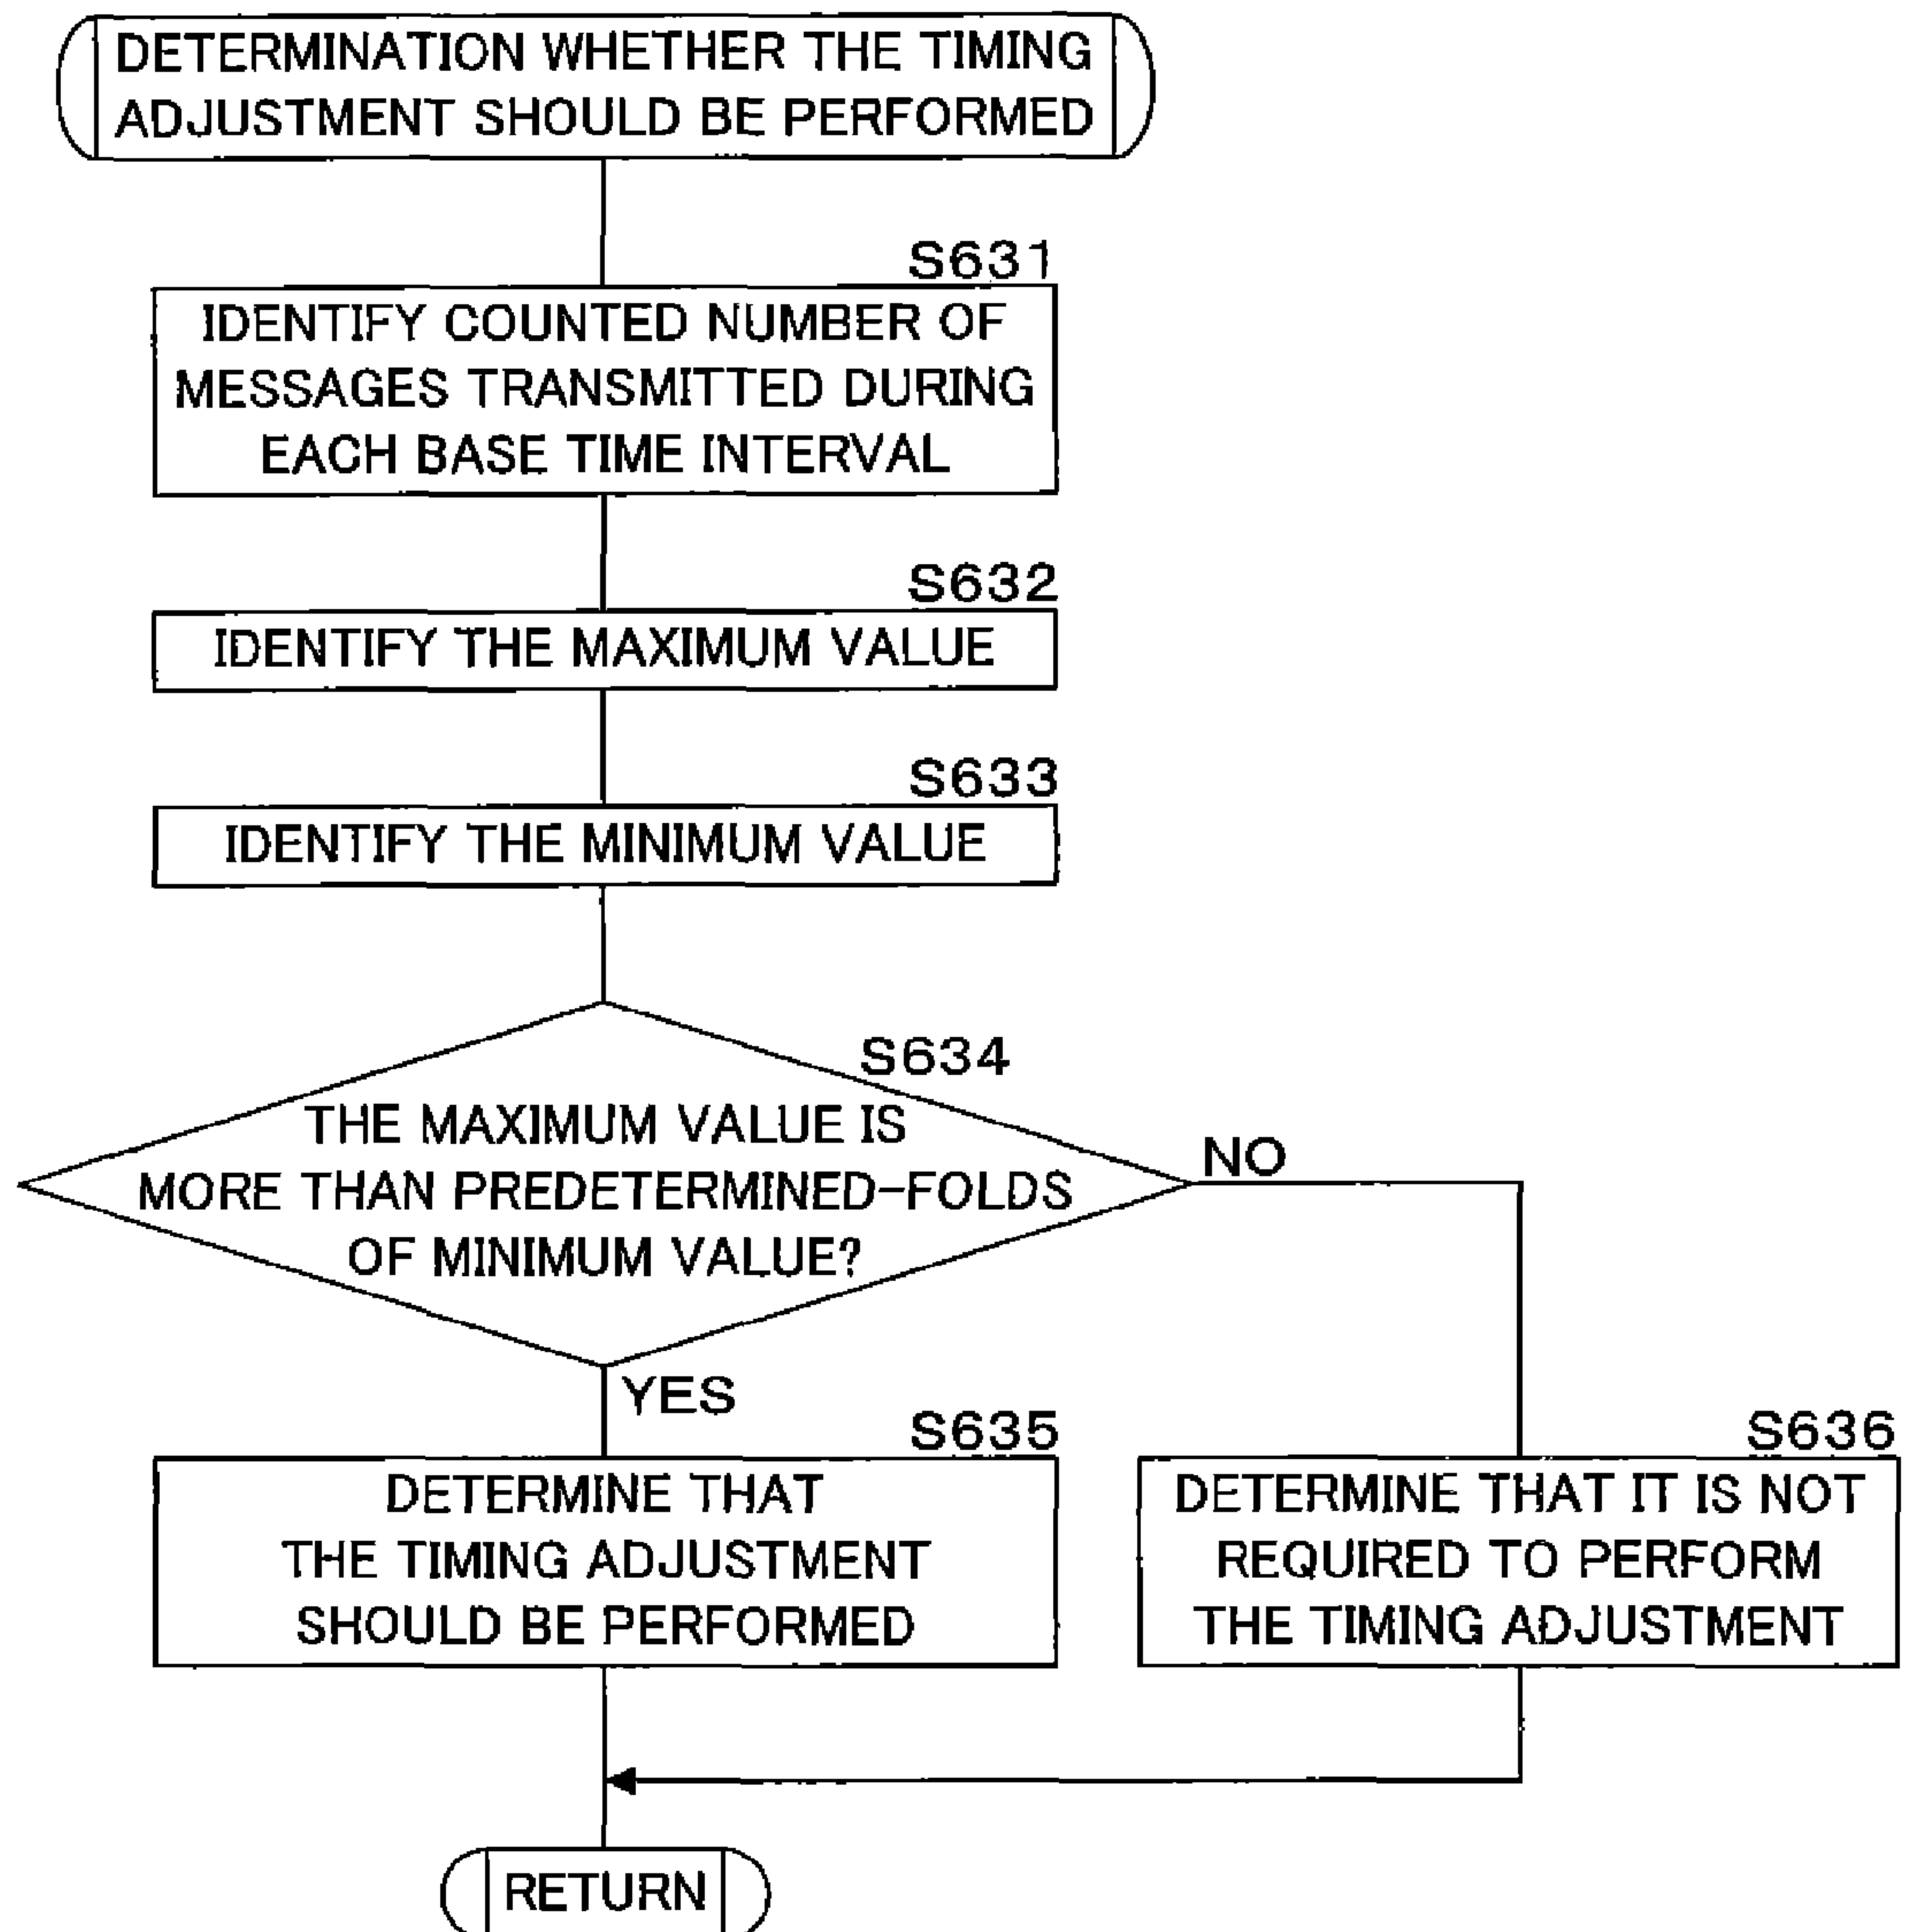 DETERMINATION WHETHER THE TIMING
ADJUSTMENT SHOULD BE PERFORMED
S631
IDENTIFY COUNTED NUMBER OF
MESSAGES TRANSMITTED DURING
EACH BASE TIME INTERVAL
S632
IDENTIFY THE MAXIMUM VALUE
S633
IDENTIFY THE MINIMUM VALUE
S634
THE MAXIMUM VALUE IS
MORE THAN PREDETERMINED-FOLDS
OF MINIMUM VALUE?
NO
YES
S635
DETERMINE THAT
THE TIMING ADJUSTMENT
SHOULD BE PERFORMED
S636
DETERMINE THAT IT IS NOT
REQUIRED TO PERFORM
THE TIMING ADJUSTMENT
RETURN